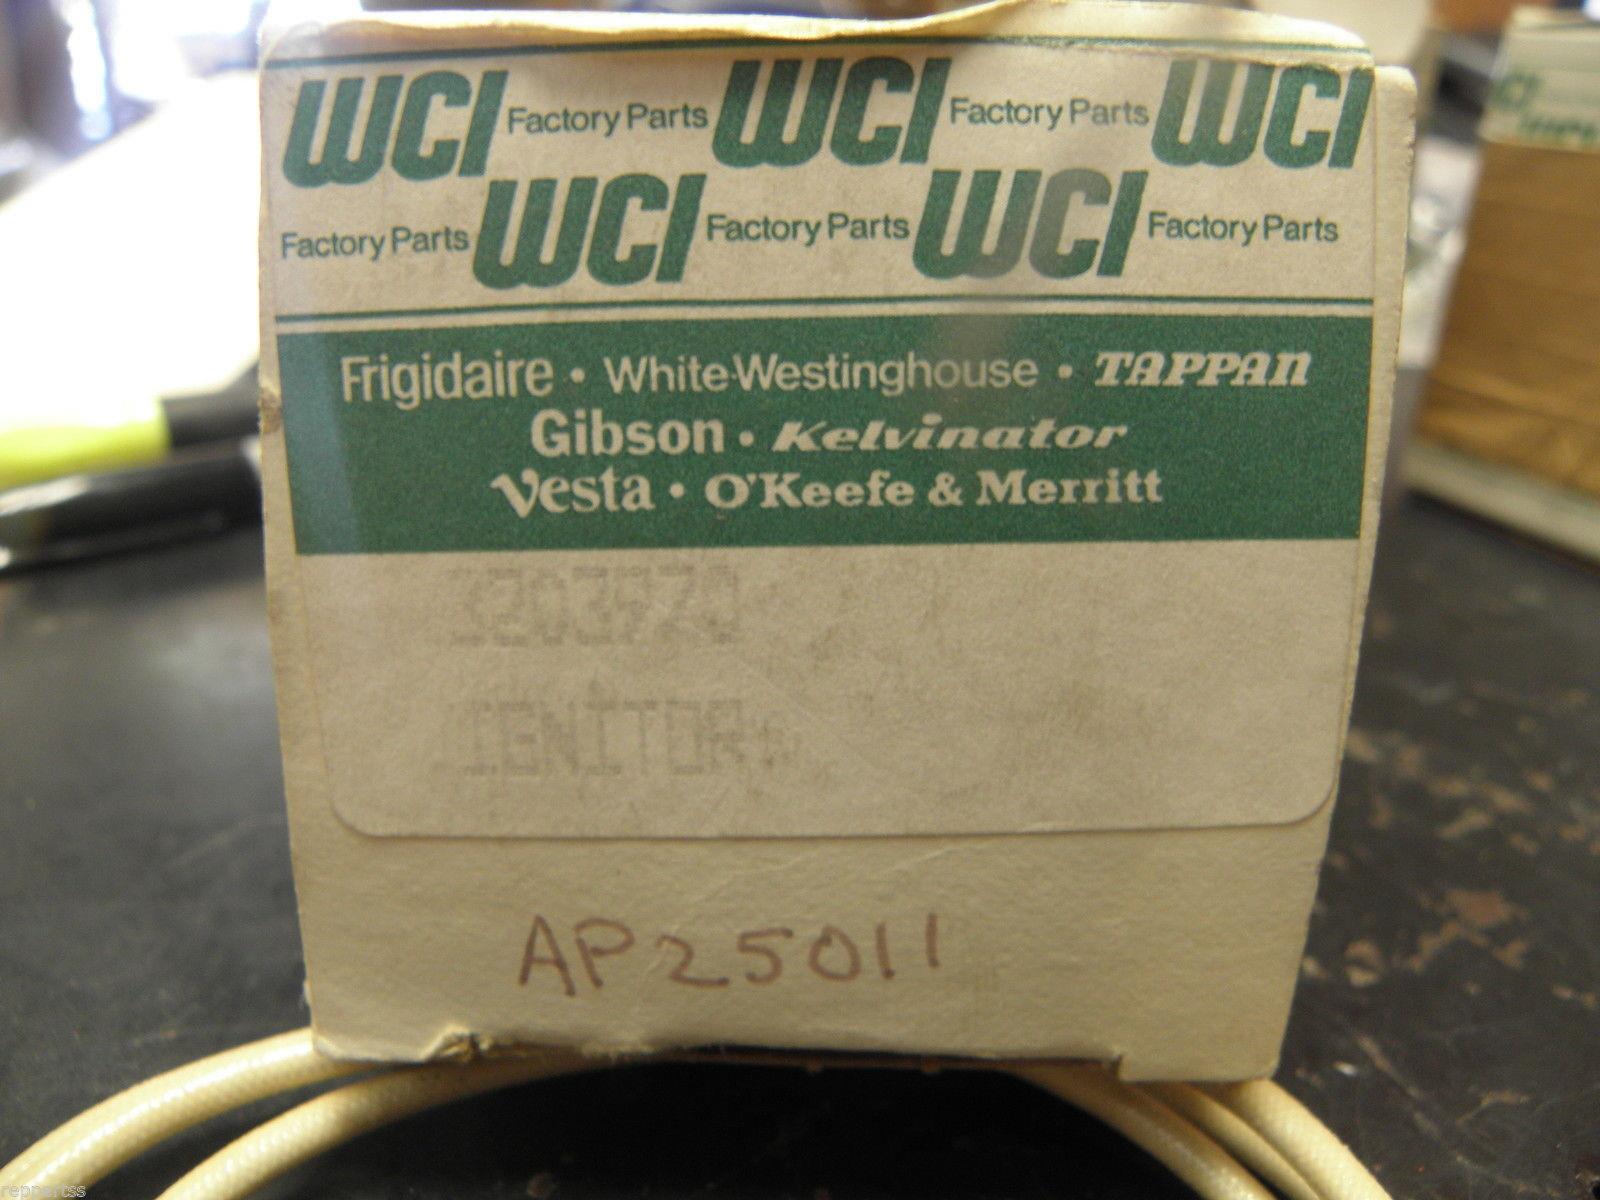 WCI Factory Parts WCI Factory Parts WCI
Factory Parts WCI Factory Parts WCI Factory Parts
Frigidaire • White-Westinghouse • TAPPAN
Gibson • Kelvinator
Vesta • O'Keefe & Merritt
IGNITOR
AP25011
reppartss